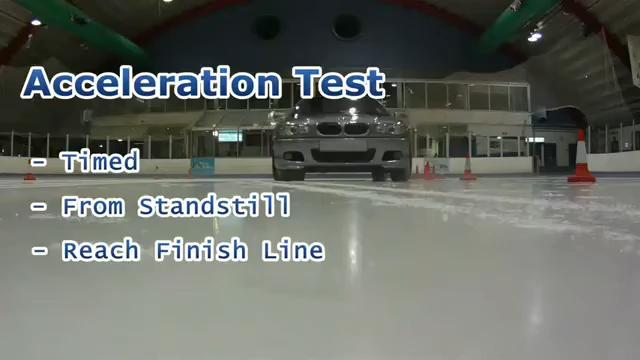 Acceleration Test
- Timed
- From Standstill
- Reach Finish Line